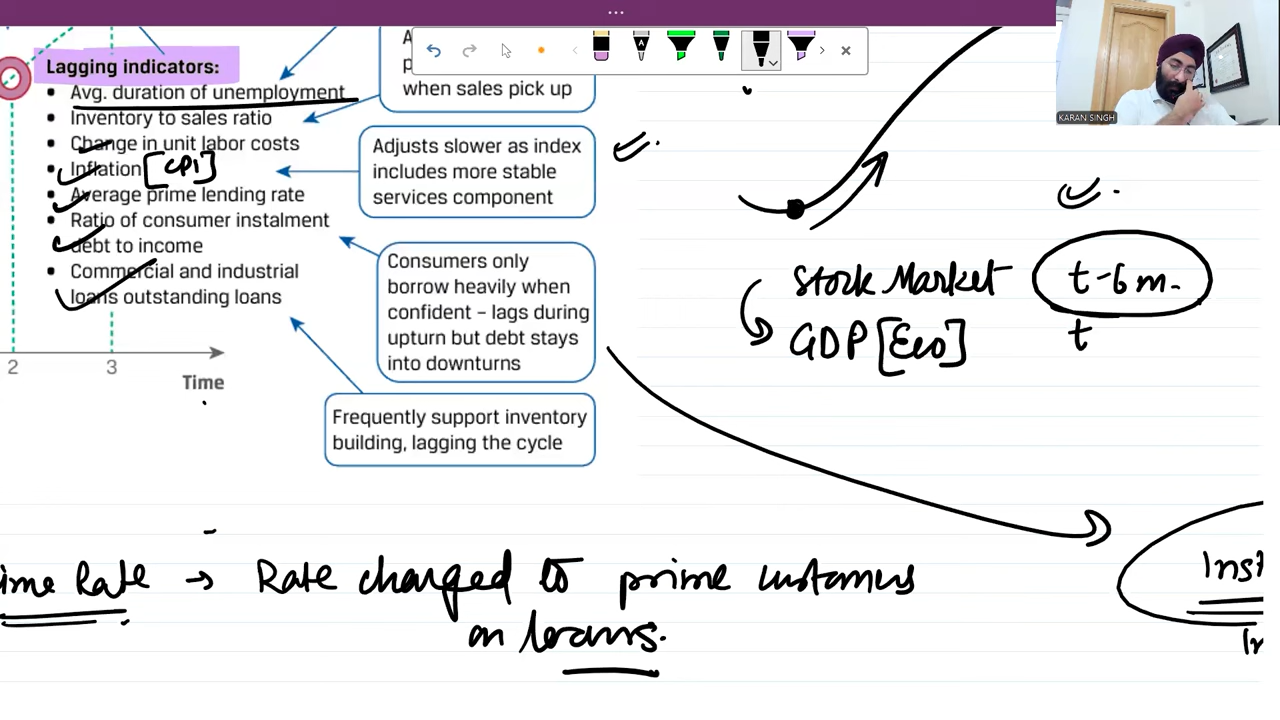 Lagging indicators:
• Avg. duration of unemployment
• Inventory to sales ratio
• Change in unit labor costs
• Inflation [CPI]
• Average prime lending rate
• Ratio of consumer instalment
debt to income
• Commercial and industrial
loans outstanding loans
2
3
Time
when sales pick up
Adjusts slower as index
includes more stable
services component
Consumers only
borrow heavily when
confident – lags during
upturn but debt stays
into downturns
Frequently support inventory
building, lagging the cycle
KARAN SINGH
Stock Market t-6m.
GDP [Eco] t
Rate → Rate charged to prime customers
on loans.